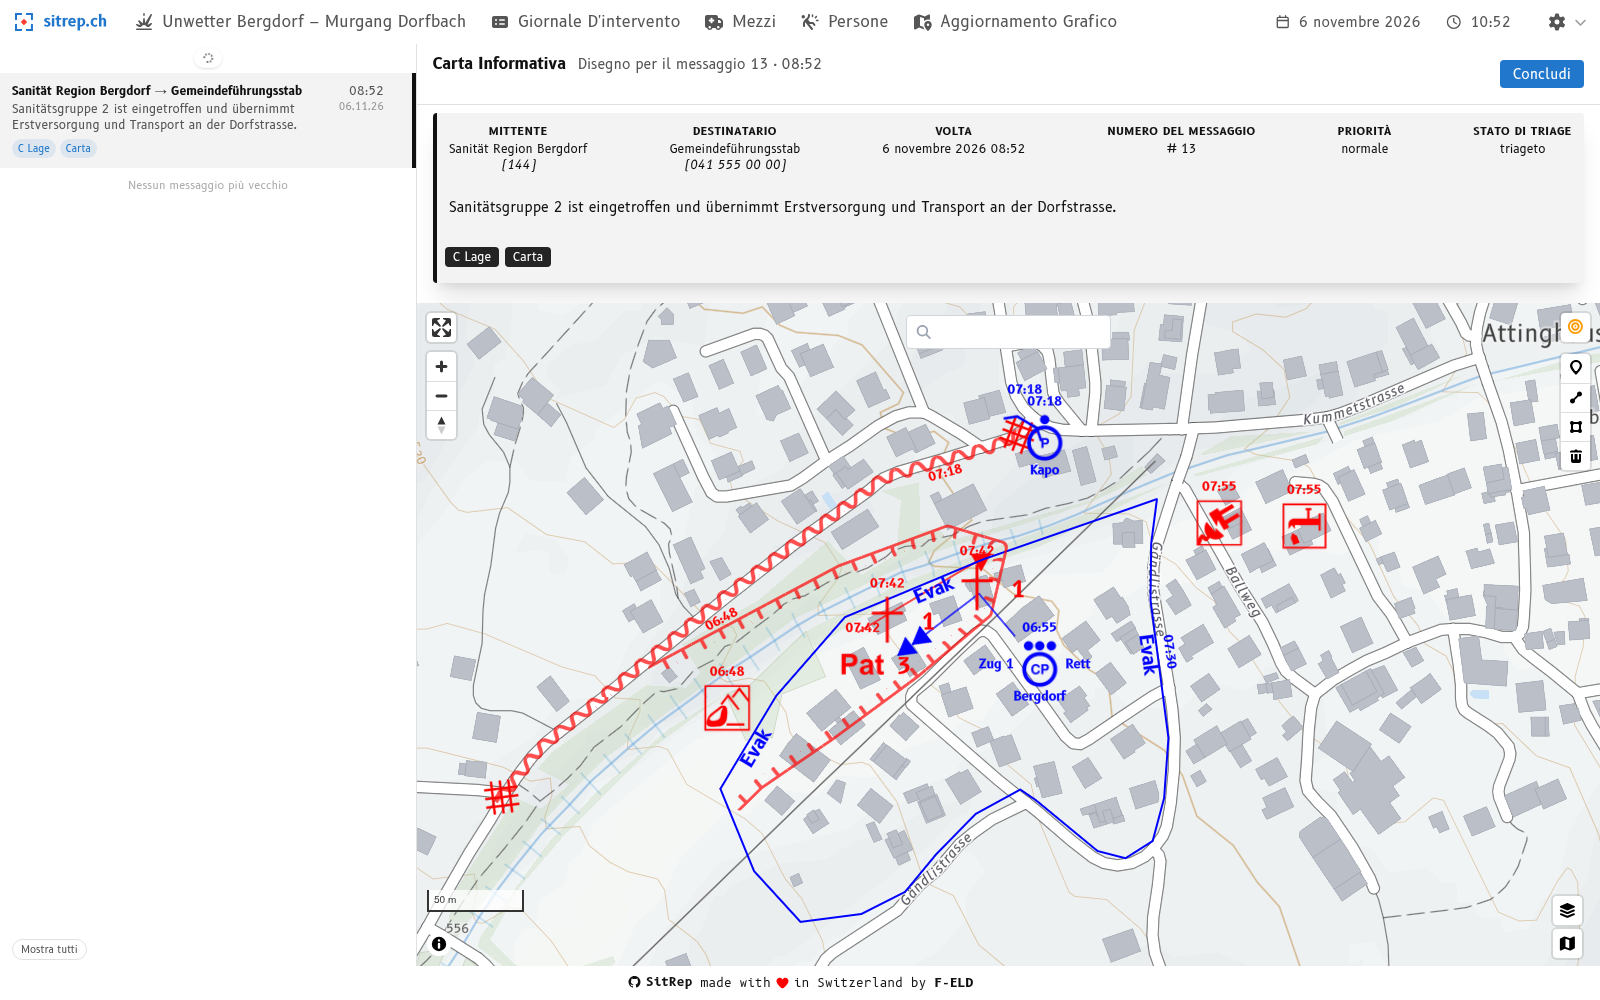 sitrep.ch
Unwetter Bergdorf – Murgang Dorfbach
Giornale D'intervento
Mezzi
Persone
Aggiornamento Grafico
6 novembre 2026
10:52
Sanität Region Bergdorf → Gemeindeführungsstab
08:52
06.11.26
Sanitätsgruppe 2 ist eingetroffen und übernimmt
Erstversorgung und Transport an der Dorfstrasse.
C Lage
Carta
Nessun messaggio più vecchio
Mostra tutti
Carta Informativa
Disegno per il messaggio 13 · 08:52
Concludi
MITTENTE
Sanität Region Bergdorf
[144]
DESTINATARIO
Gemeindeführungsstab
[041 555 00 00]
VOLTA
6 novembre 2026 08:52
NUMERO DEL MESSAGGIO
# 13
PRIORITÀ
normale
STATO DI TRIAGE
triageto
Sanitätsgruppe 2 ist eingetroffen und übernimmt Erstversorgung und Transport an der Dorfstrasse.
C Lage
Carta
Kummetstrasse
07:18
07:18
P
Kapo
07:18
07:55
07:55
07:42
07:42
07:42
Evak
1
1
Pat
3
06:48
06:48
06:55
Zug 1
CP
Rett
Bergdorf
Gandlistrasse
Ballweg
Evak
07:30
Evak
Gandlistrasse
50 m
556
SitRep made with in Switzerland by F-ELD